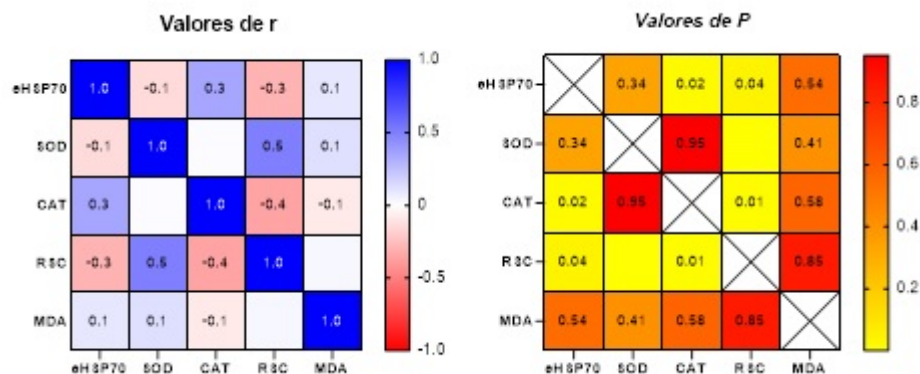 Valores de r
Valores de P
eHSP70 1.0 -0.1 0.3 -0.3 0.1
SOD -0.1 1.0 0.5 0.1
CAT 0.3 1.0 -0.4 -0.1
RSC -0.3 0.5 -0.4 1.0
MDA 0.1 0.1 -0.1 1.0
eHSP70 SOD CAT RSC MDA
1.0
0.5
0
-0.5
-1.0
eHSP70 0.34 0.02 0.04 0.54
SOD 0.34 0.95 0.41
CAT 0.02 0.95 0.01 0.58
RSC 0.04 0.01 0.85
MDA 0.54 0.41 0.58 0.85
eHSP70 SOD CAT RSC MDA
0.8
0.6
0.4
0.2